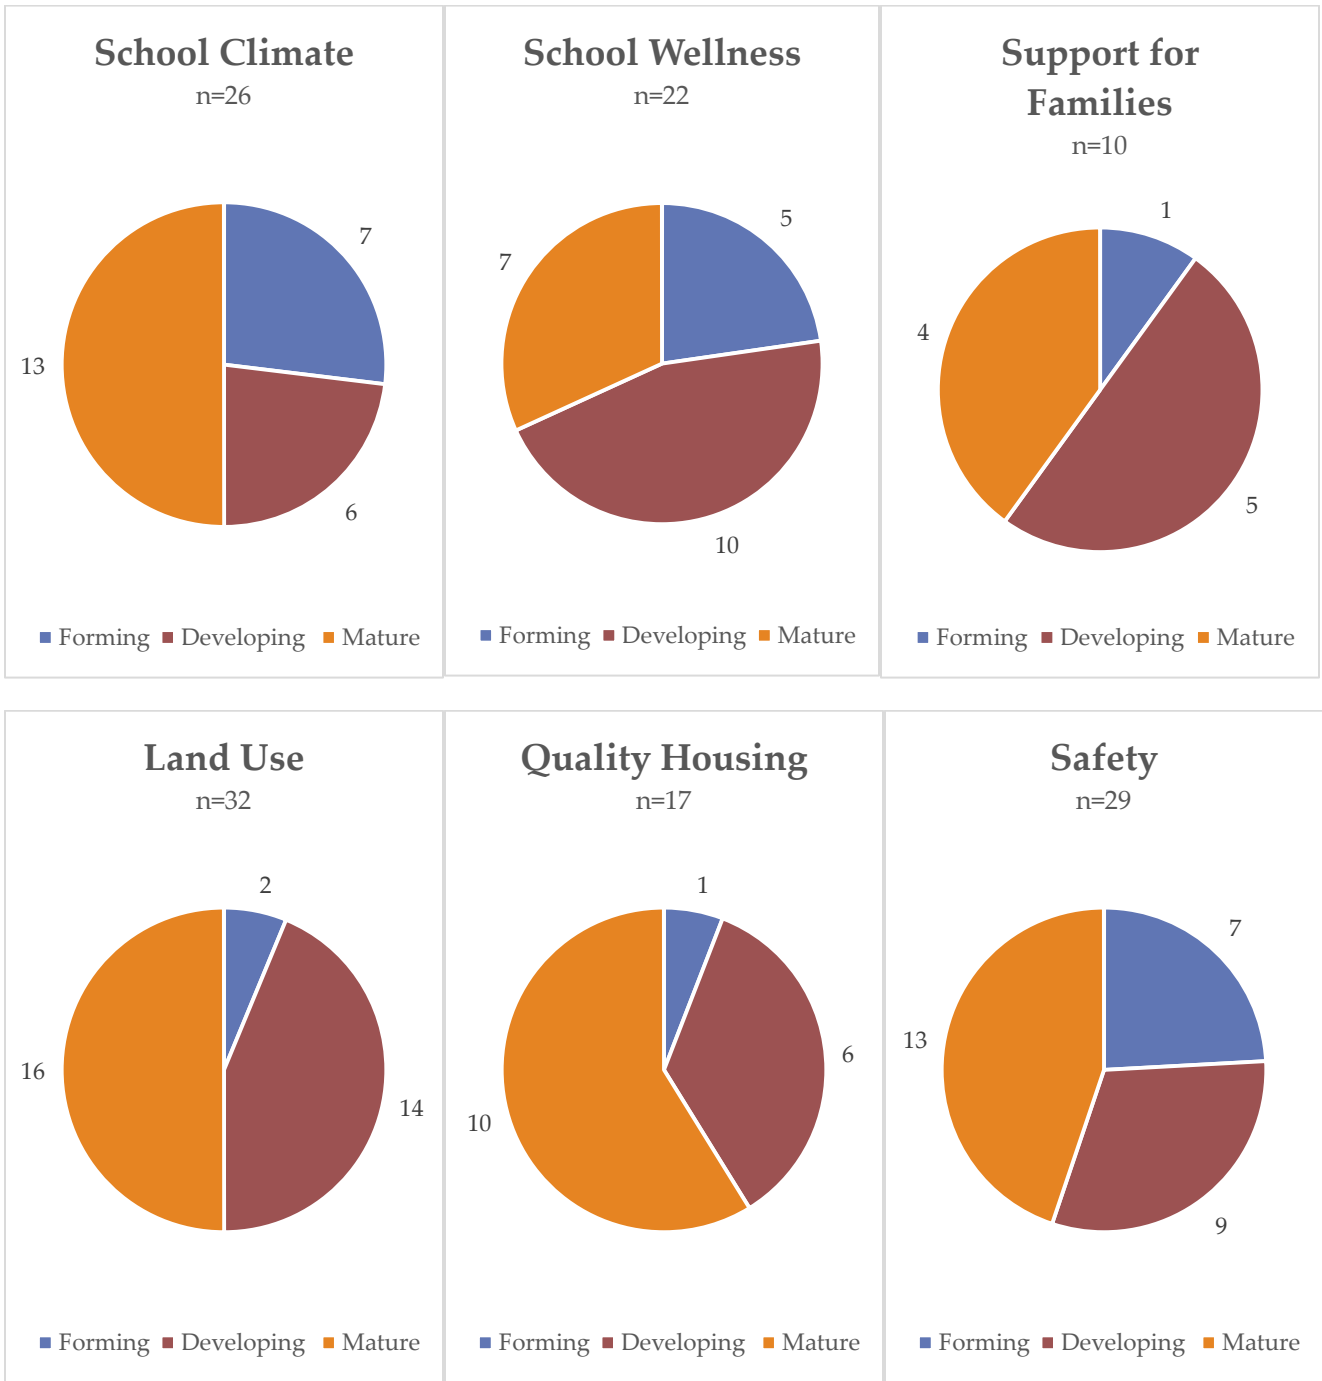 School Climate
n=26
7
13
6
Forming Developing Mature
School Wellness
n=22
5
7
10
Forming Developing Mature
Support for
Families
n=10
1
4
5
Forming Developing Mature
Land Use
n=32
2
16
14
Forming Developing Mature
Quality Housing
n=17
1
6
10
Forming Developing Mature
Safety
n=29
7
13
9
Forming Developing Mature